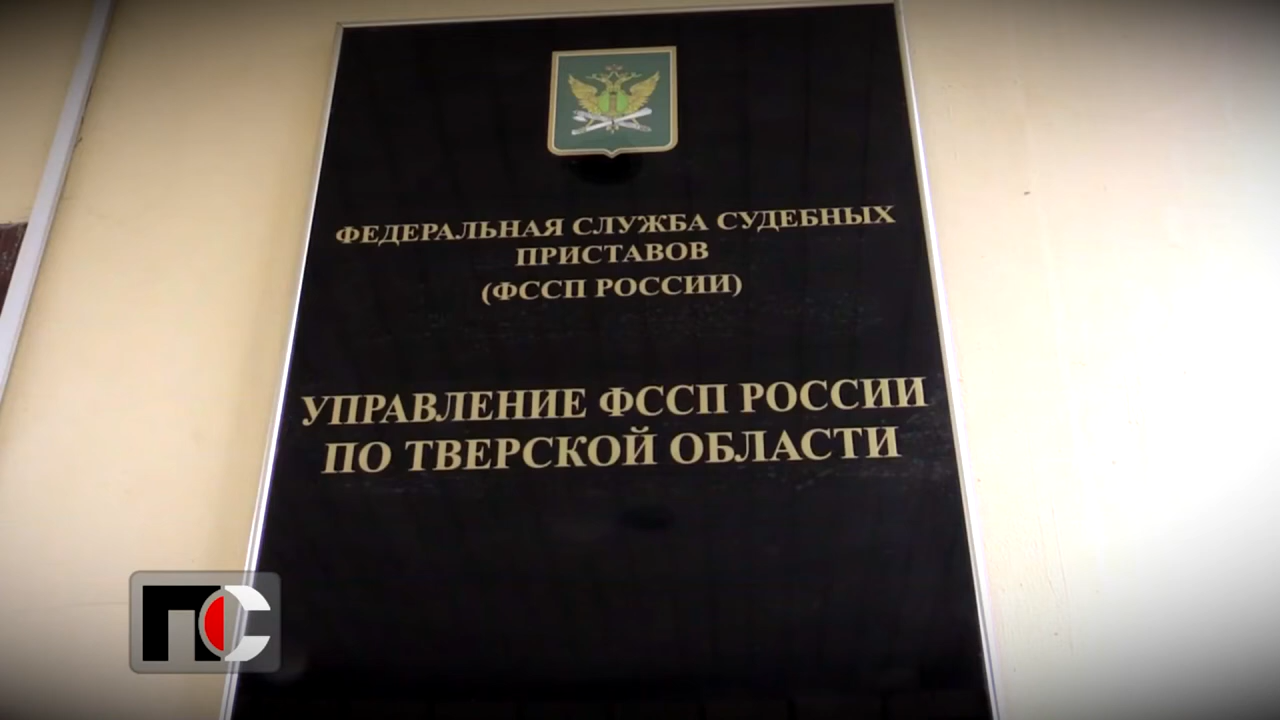 ФЕДЕРАЛЬНАЯ СЛУЖБА СУДЕБНЫХ
ПРИСТАВОВ
(ФССП РОССИИ)
УПРАВЛЕНИЕ ФССП РОССИИ
ПО ТВЕРСКОЙ ОБЛАСТИ
ПС